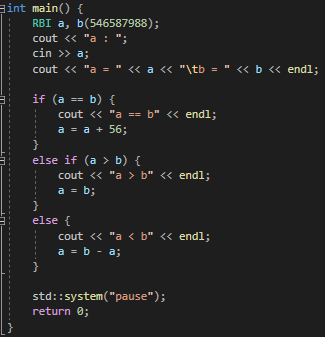 int main() {
    RBI a, b(546587988);
    cout << "a : ";
    cin >> a;
    cout << "a = " << a << "\tb = " << b << endl;

    if (a == b) {
        cout << "a == b" << endl;
        a = a + 56;
    }
    else if (a > b) {
        cout << "a > b" << endl;
        a = b;
    }
    else {
        cout << "a < b" << endl;
        a = b - a;
    }

    std::system("pause");
    return 0;
}